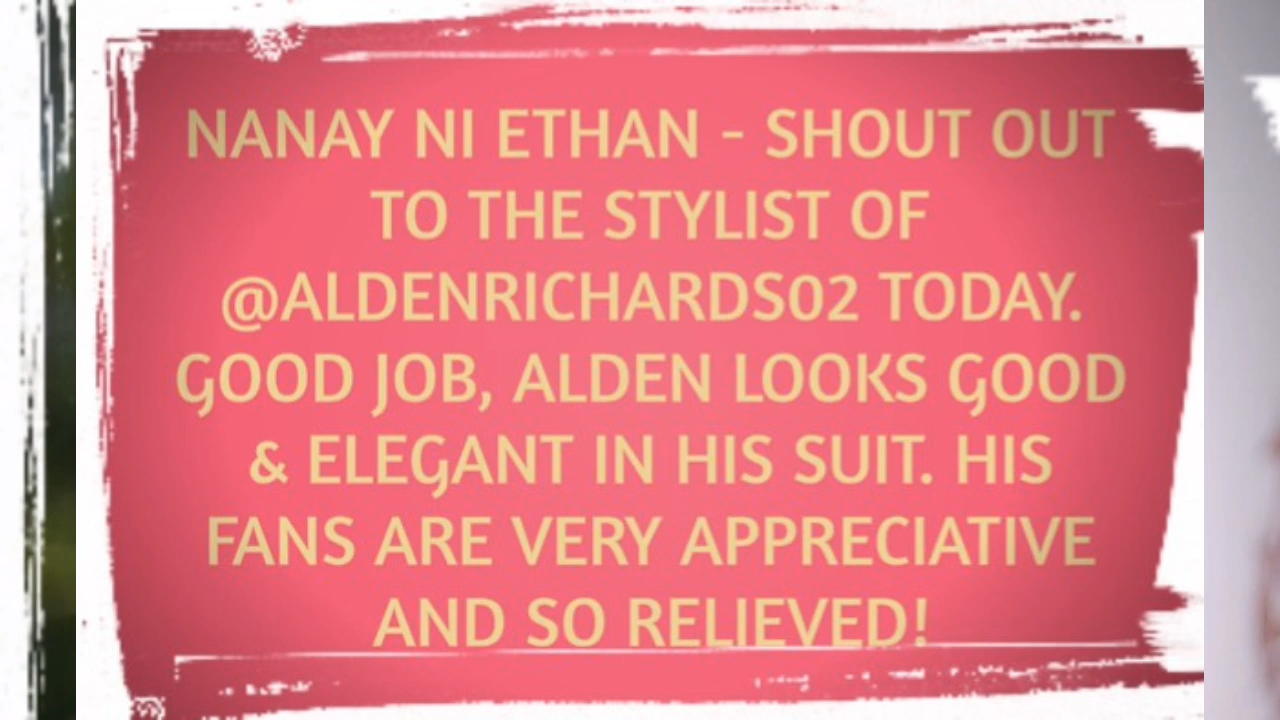 NANAY NI ETHAN - SHOUT OUT
TO THE STYLIST OF
@ALDENRICHARDS02 TODAY.
GOOD JOB, ALDEN LOOKS GOOD
& ELEGANT IN HIS SUIT. HIS
FANS ARE VERY APPRECIATIVE
AND SO RELIEVED!